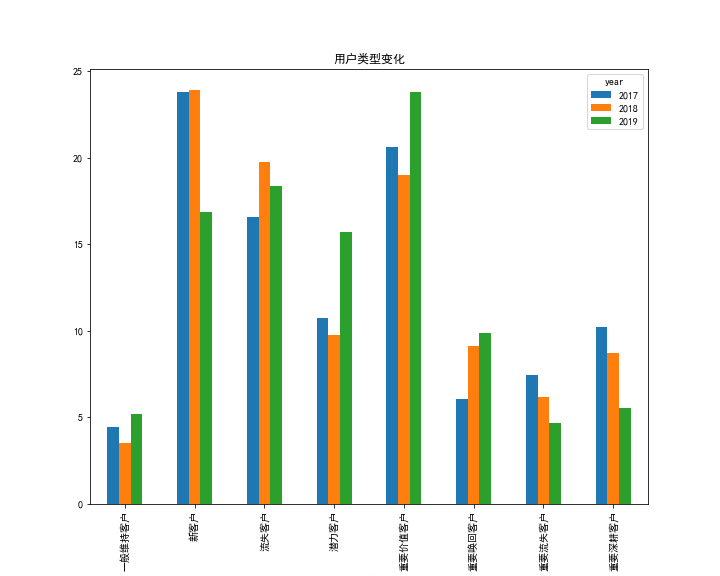 用户类型变化
year
2017
2018
2019
25
20
15
10
5
0
一般维持客户
新客户
流失客户
潜力客户
重要价值客户
重要唤回客户
重要流失客户
重要深耕客户